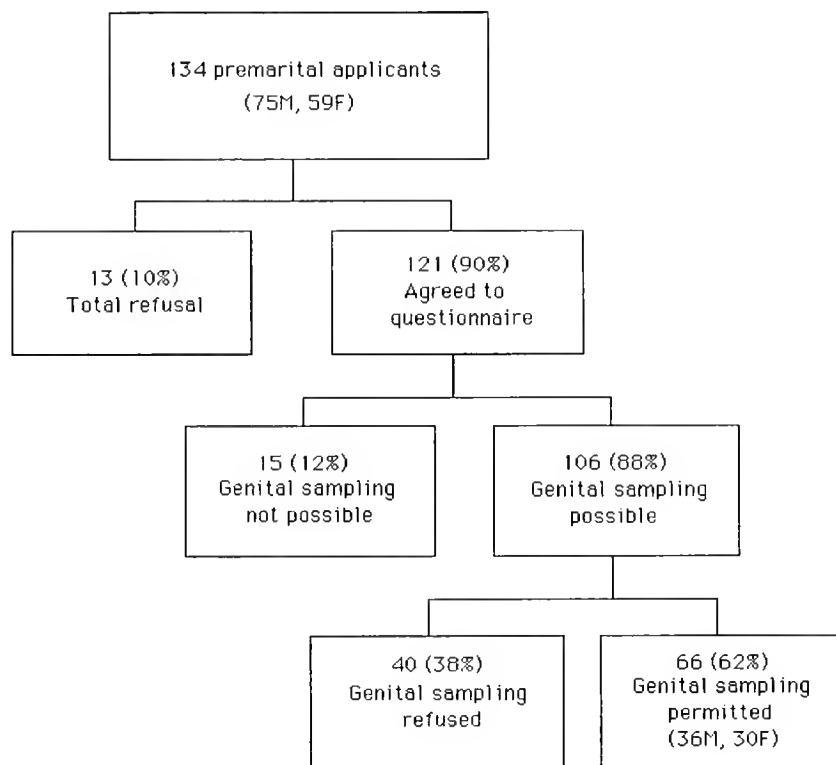 134 premarital applicants
(75M, 59F)
13 (10%)
Total refusal
121 (90%)
Agreed to
questionnaire
15 (12%)
Genital sampling
not possible
106 (88%)
Genital sampling
possible
40 (38%)
Genital sampling
refused
66 (62%)
Genital sampling
permitted
(36M, 30F)